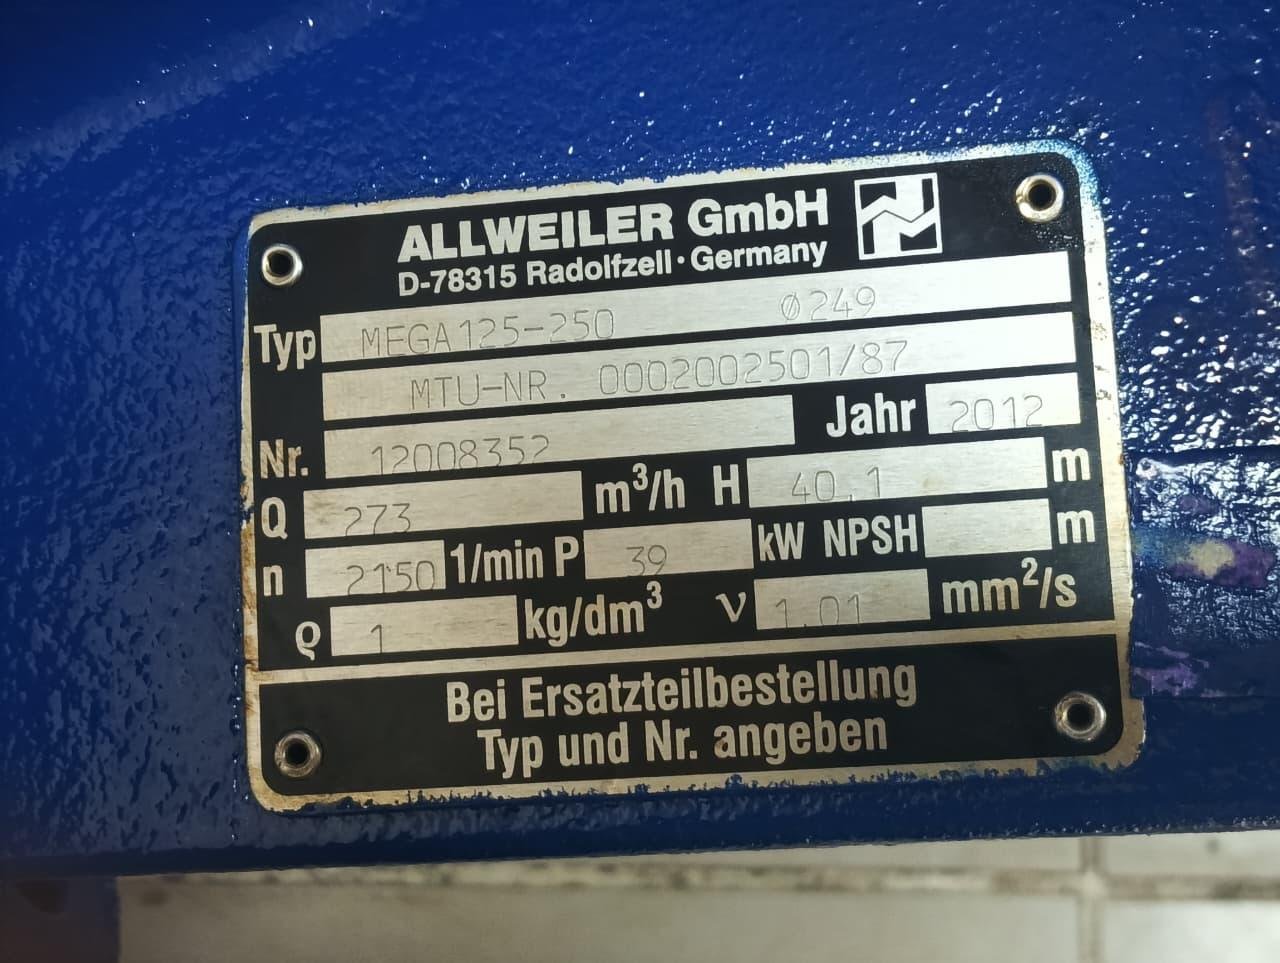 ALLWEILER GmbH
D-78315 Radolfzell · Germany
Typ MEGA125-250 Ø249
MTU-NR. 0002002501/87
Nr. 12008352 Jahr 2012
Q 273 m³/h H 40,1 m
n 2150 1/min P 39 kW NPSH m
ϱ 1 kg/dm³ ν 1.01 mm²/s
Bei Ersatzteilbestellung
Typ und Nr. angeben